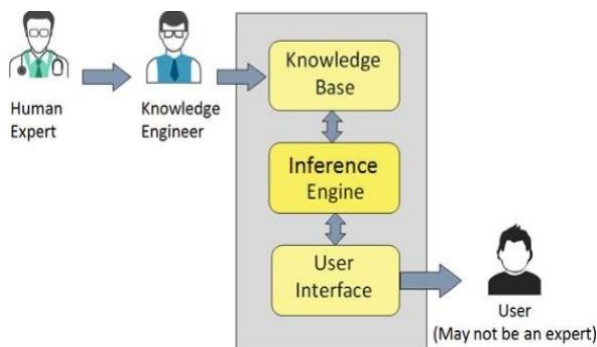 Human
Expert
Knowledge
Engineer
Knowledge
Base
Inference
Engine
User
Interface
User
(May not be an expert)